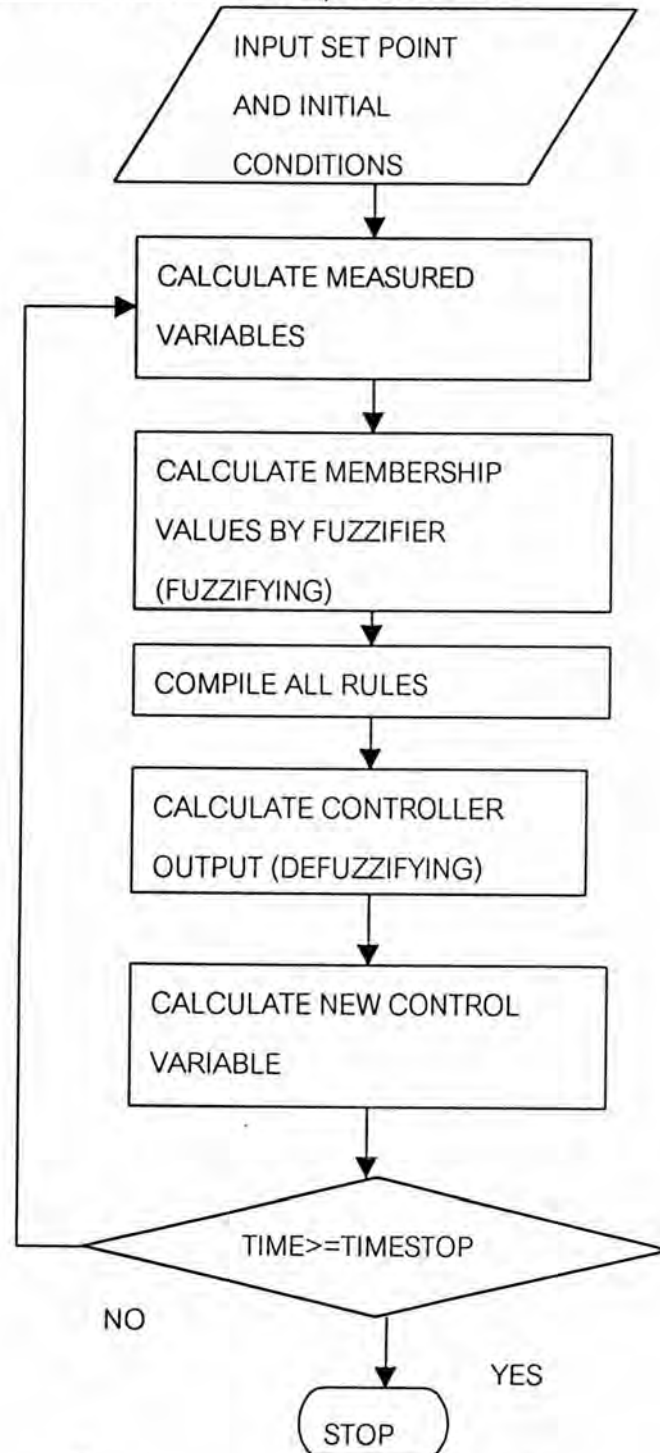 INPUT SET POINT
AND INITIAL
CONDITIONS
CALCULATE MEASURED
VARIABLES
CALCULATE MEMBERSHIP
VALUES BY FUZZIFIER
(FUZZIFYING)
COMPILE ALL RULES
CALCULATE CONTROLLER
OUTPUT (DEFUZZIFYING)
CALCULATE NEW CONTROL
VARIABLE
TIME>=TIMESTOP
NO
YES
STOP